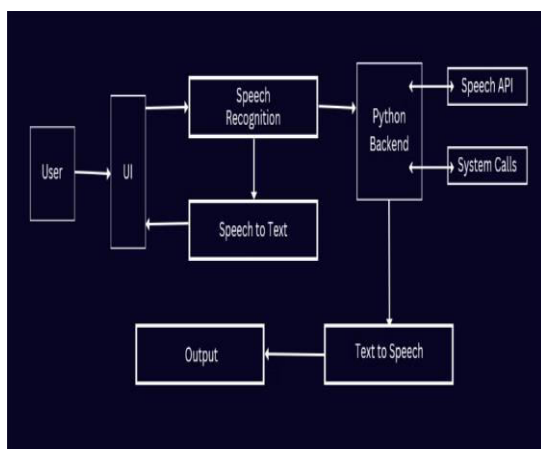 User
UI
Speech
Recognition
Speech to Text
Python
Backend
Speech API
System Calls
Text to Speech
Output